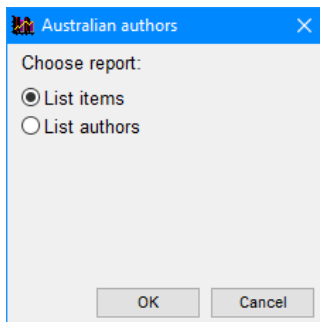 Australian authors
Choose report:
List items
List authors
OK Cancel